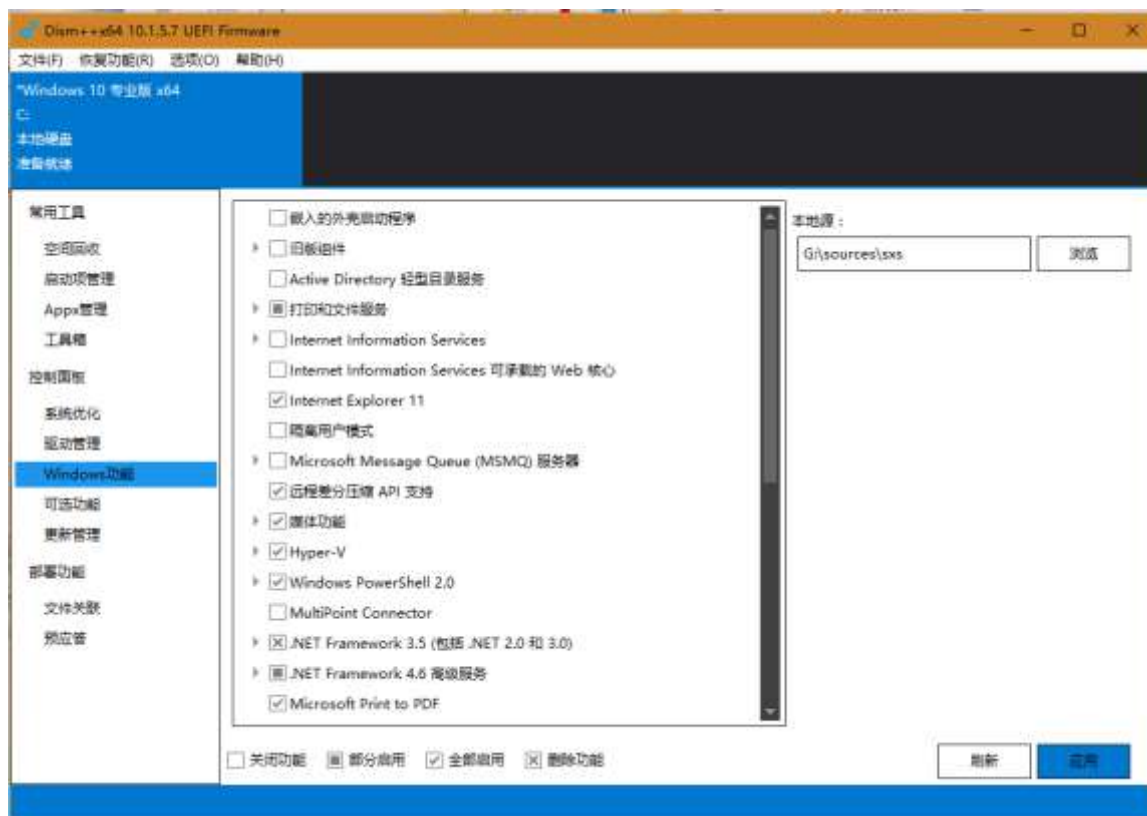 Dism++x64 10.1.5.7 UEFI Firmware
文件(F) 恢复功能(R) 选项(O) 帮助(H)
*Windows 10 专业版 x64
C:
本地硬盘
准备就绪
常用工具
空间回收
启动项管理
Appx管理
工具箱
控制面板
系统优化
驱动管理
Windows功能
可选功能
更新管理
部署功能
文件关联
预应答
嵌入的外壳启动程序
旧版组件
Active Directory 轻型目录服务
打印和文件服务
Internet Information Services
Internet Information Services 可承载的 Web 核心
Internet Explorer 11
隔离用户模式
Microsoft Message Queue (MSMQ) 服务器
远程差分压缩 API 支持
媒体功能
Hyper-V
Windows PowerShell 2.0
MultiPoint Connector
.NET Framework 3.5 (包括 .NET 2.0 和 3.0)
.NET Framework 4.6 高级服务
Microsoft Print to PDF
关闭功能 部分启用 全部启用 删除功能
本地源：
G:\sources\sxs 浏览
刷新 应用